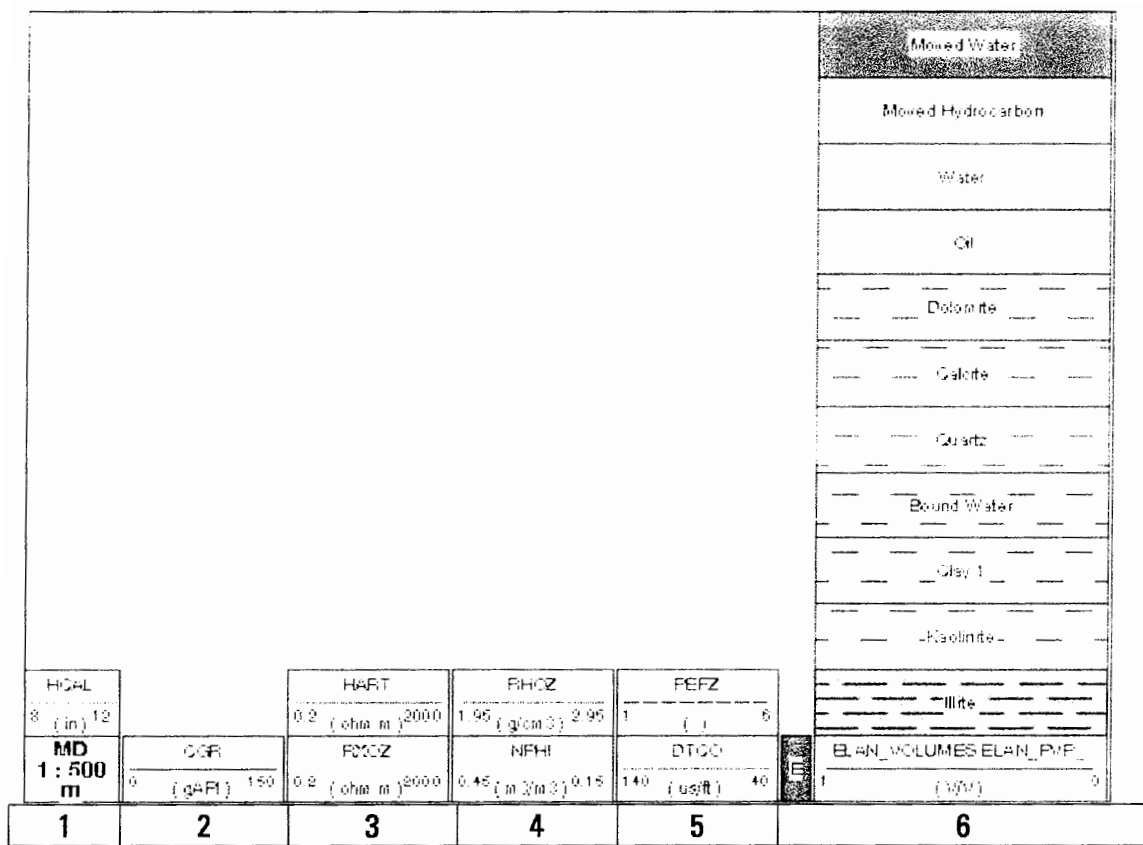 Moved Water
Moved Hydrocarbon
Water
Oil
Dolomite
Calcite
Quartz
Bound Water
Clay 1
Kaolinite
Illite
HCAL
8 (in) 12
HART
0.2 (ohm m) 2000
RHOZ
1.95 (g/cm3) 2.95
PEFZ
1 ( ) 6
MD
1 : 500
m
0 (gAPI) 150
RXOZ
0.2 (ohm m) 2000
NPHI
0.45 (m3/m3) 0.15
DTCO
140 (us/ft) 40
ELAN_VOLUMES
1 (V/V) 0
1 2 3 4 5 6